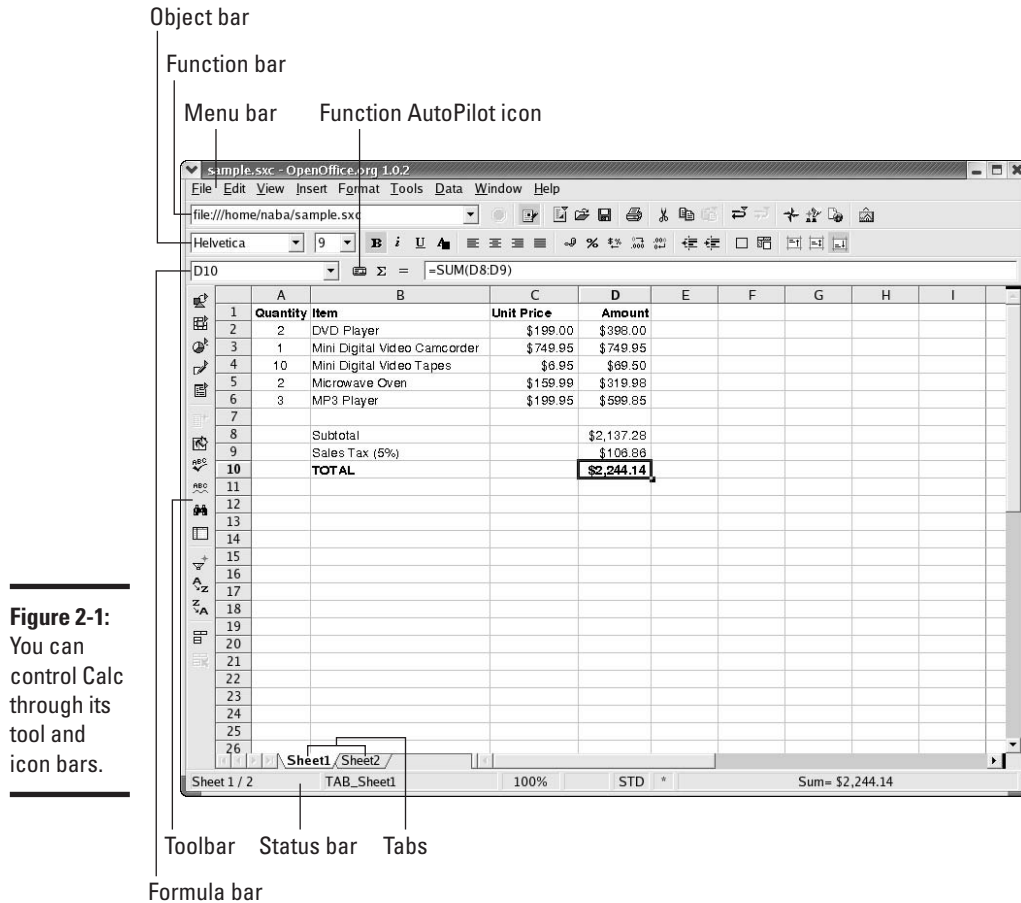 Object bar
Function bar
Menu bar
Function AutoPilot icon
sample.sxc - OpenOffice.org 1.0.2
File Edit View Insert Format Tools Data Window Help
file:///home/naba/sample.sxc
Helvetica 9 B i U A
D10 Σ = =SUM(D8:D9)
A B C D E F G H I
1 Quantity Item Unit Price Amount
2 2 DVD Player $199.00 $398.00
3 1 Mini Digital Video Camcorder $749.95 $749.95
4 10 Mini Digital Video Tapes $6.95 $69.50
5 2 Microwave Oven $159.99 $319.98
6 3 MP3 Player $199.95 $599.85
7
8 Subtotal $2,137.28
9 Sales Tax (5%) $106.86
10 TOTAL $2,244.14
11
12
13
14
15
16
17
18
19
20
21
22
23
24
25
26
Sheet1 Sheet2
Sheet 1 / 2 TAB_Sheet1 100% STD * Sum= $2,244.14
Figure 2-1:
You can
control Calc
through its
tool and
icon bars.
Toolbar
Status bar
Tabs
Formula bar